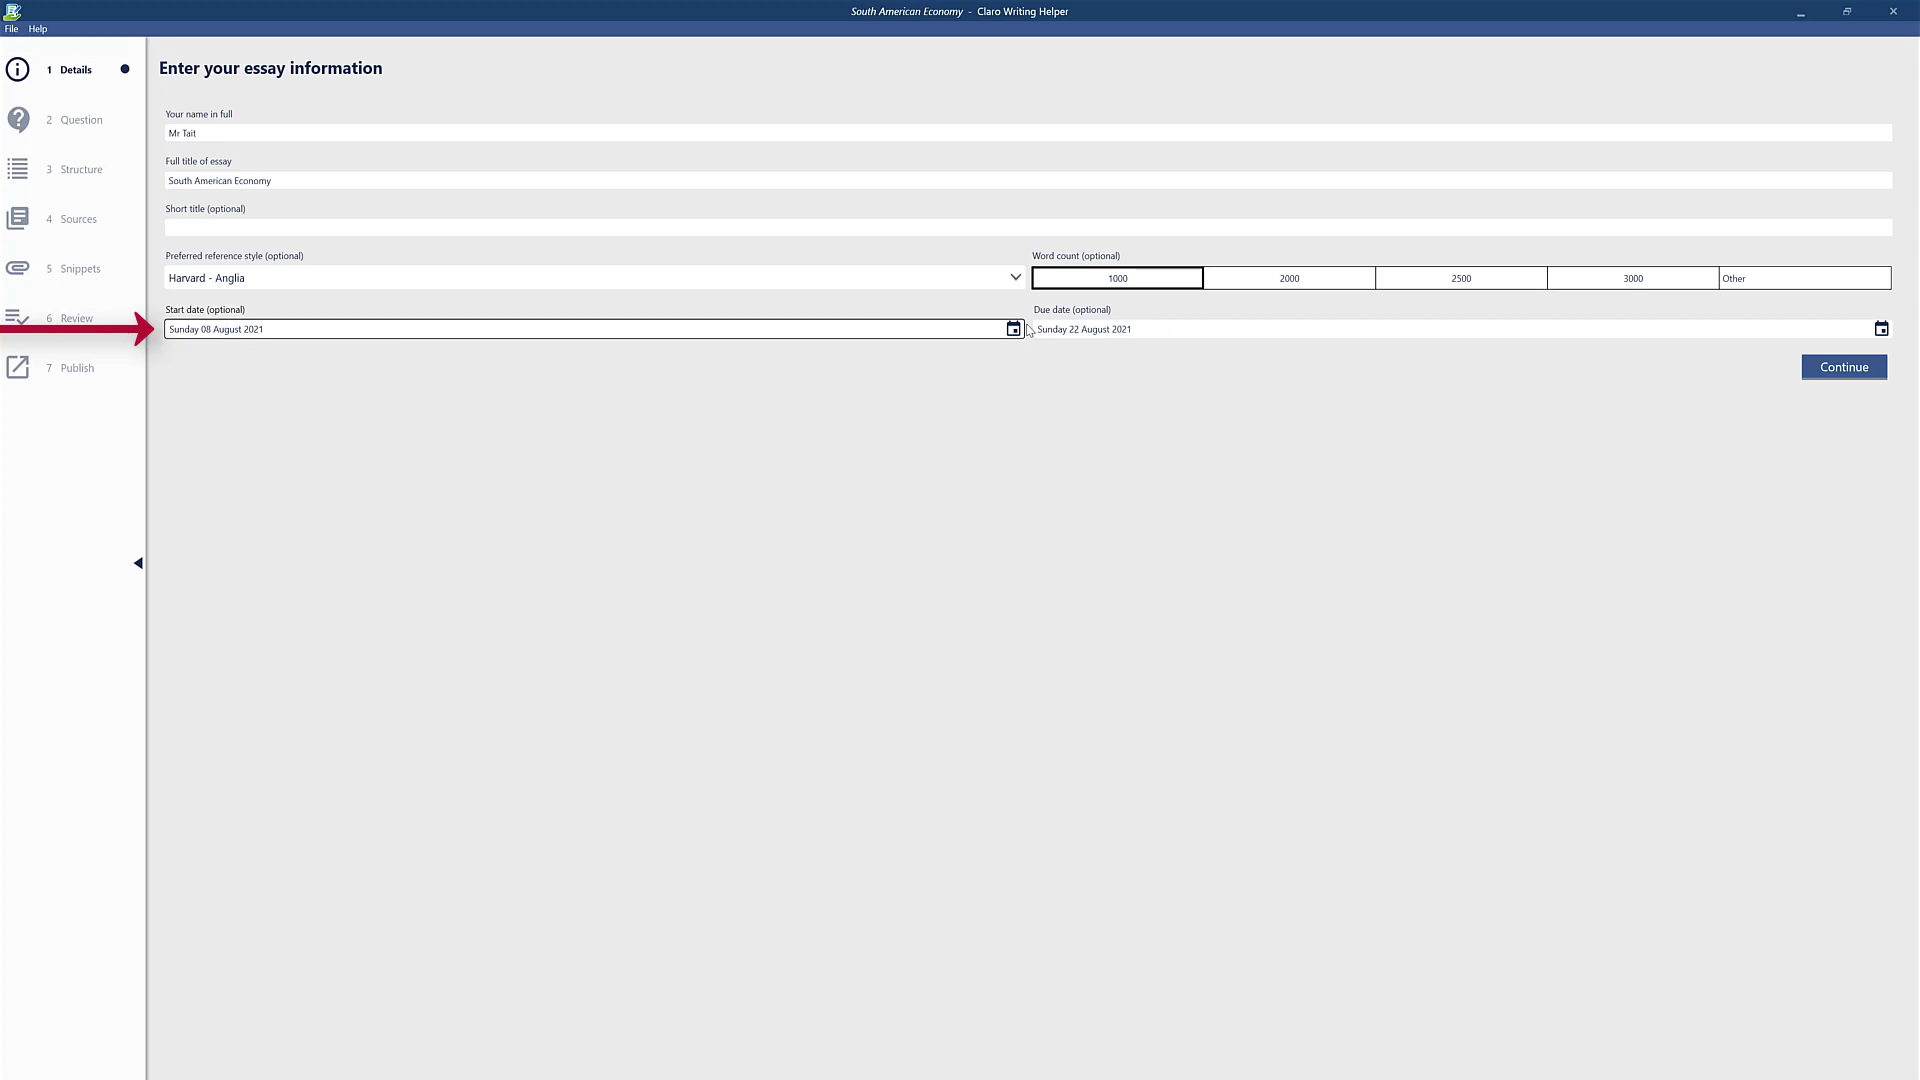 South American Economy - Claro Writing Helper
File Help
1 Details
2 Question
3 Structure
4 Sources
5 Snippets
6 Review
7 Publish
Enter your essay information
Your name in full
Mr Tait
Full title of essay
South American Economy
Short title (optional)
Preferred reference style (optional)
Harvard - Anglia
Word count (optional)
1000 2000 2500 3000 Other
Start date (optional)
Sunday 08 August 2021
Due date (optional)
Sunday 22 August 2021
Continue